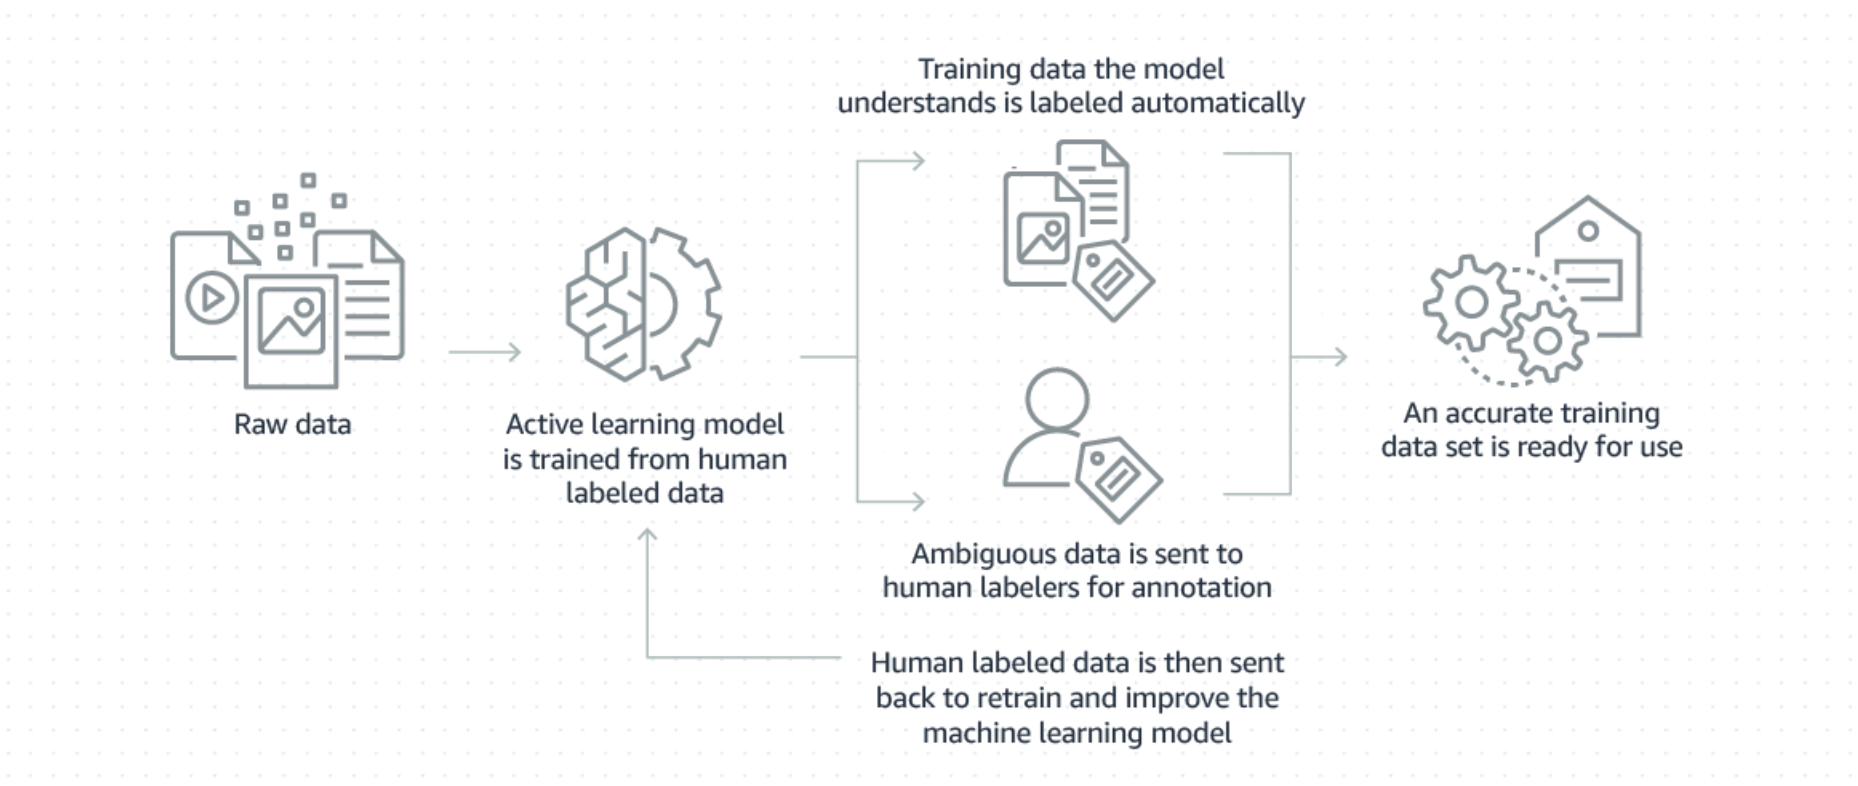 Training data the model
understands is labeled automatically
Raw data
Active learning model
is trained from human
labeled data
An accurate training
data set is ready for use
Ambiguous data is sent to
human labelers for annotation
Human labeled data is then sent
back to retrain and improve the
machine learning model